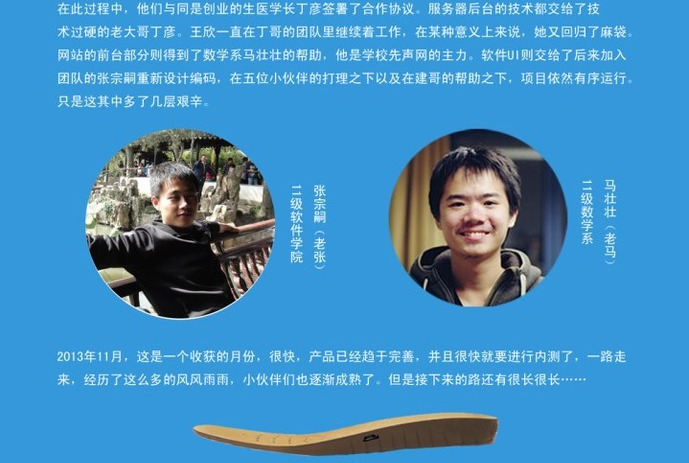 在此过程中，他们与同是创业的生医学长丁彦签署了合作协议。服务器后台的技术都交给了技
术过硬的老大哥丁彦。王欣一直在丁哥的团队里继续着工作，在某种意义上来说，她又回归了麻袋。
网站的前台部分则得到了数学系马壮壮的帮助，他是学校先声网的主力。软件UI则交给了后来加入
团队的张宗嗣重新设计编码，在五位小伙伴的打理之下以及在建哥的帮助之下，项目依然有序运行。
只是这其中多了几层艰辛。
张宗嗣（老张）
11级软件学院
马壮壮（老马）
11级数学系
2013年11月，这是一个收获的月份，很快，产品已经趋于完善，并且很快就要进行内测了，一路走
来，经历了这么多的风风雨雨，小伙伴们也逐渐成熟了。但是接下来的路还有很长很长……